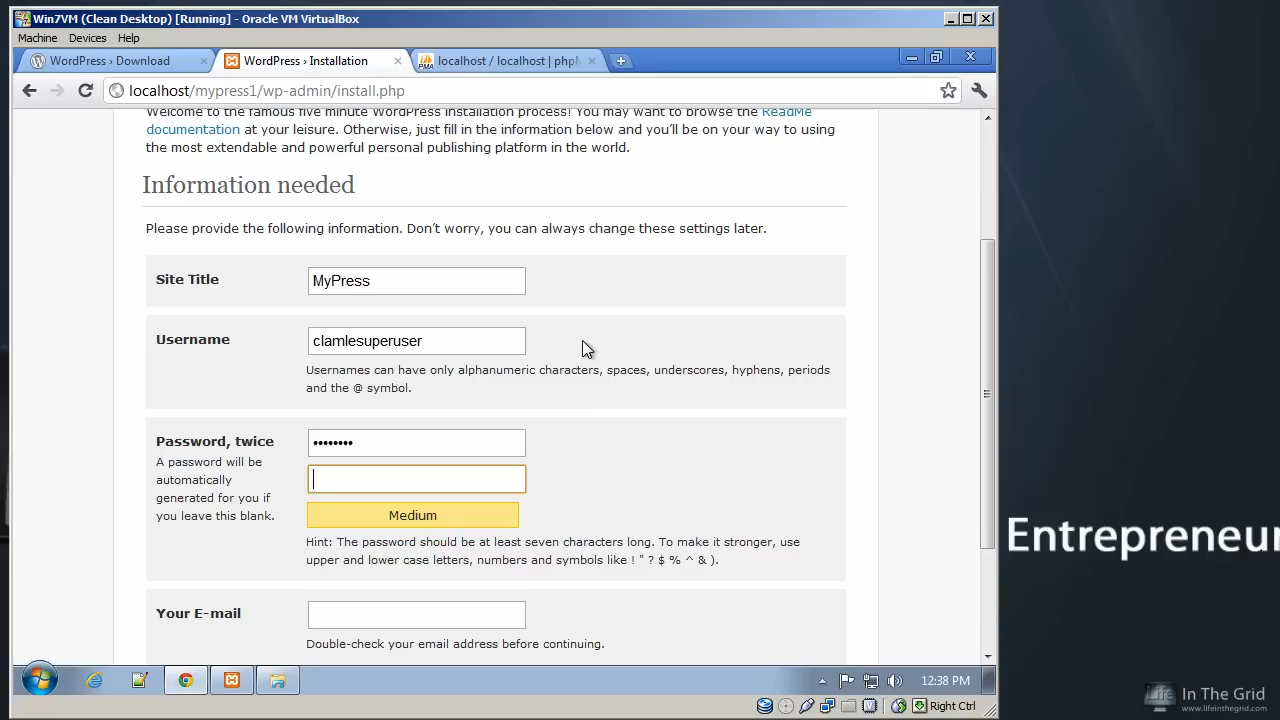 Win7VM (Clean Desktop) [Running] - Oracle VM VirtualBox
Machine Devices Help
WordPress › Download
WordPress › Installation
localhost / localhost | phpM
localhost/mypress1/wp-admin/install.php
Welcome to the famous five minute WordPress installation process! You may want to browse the ReadMe
documentation at your leisure. Otherwise, just fill in the information below and you'll be on your way to using
the most extendable and powerful personal publishing platform in the world.
Information needed
Please provide the following information. Don't worry, you can always change these settings later.
Site Title
MyPress
Username
clamlesuperuser
Usernames can have only alphanumeric characters, spaces, underscores, hyphens, periods
and the @ symbol.
Password, twice
••••••••
A password will be
automatically
generated for you if
you leave this blank.
Medium
Hint: The password should be at least seven characters long. To make it stronger, use
upper and lower case letters, numbers and symbols like ! " ? $ % ^ & ).
Your E-mail
Double-check your email address before continuing.
12:38 PM
Right Ctrl
Entrepreneur
Life In The Grid
www.lifeinthegrid.com